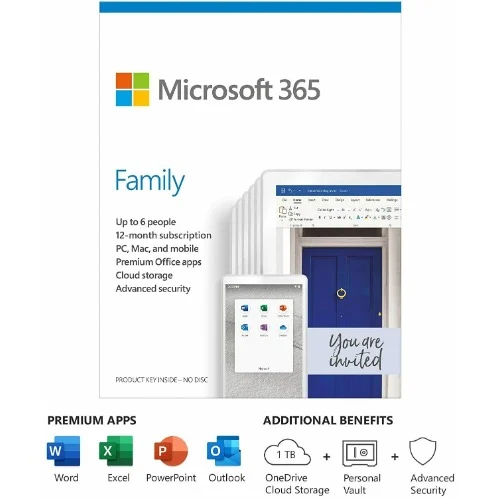 Microsoft 365
Family
Up to 6 people
12-month subscription
PC, Mac, and mobile
Premium Office apps
Cloud storage
Advanced security
You are
invited
PRODUCT KEY INSIDE – NO DISC
PREMIUM APPS
ADDITIONAL BENEFITS
W
X
P
O
1 TB
+
+
Word
Excel
PowerPoint
Outlook
OneDrive
Cloud Storage
Personal
Vault
Advanced
Security